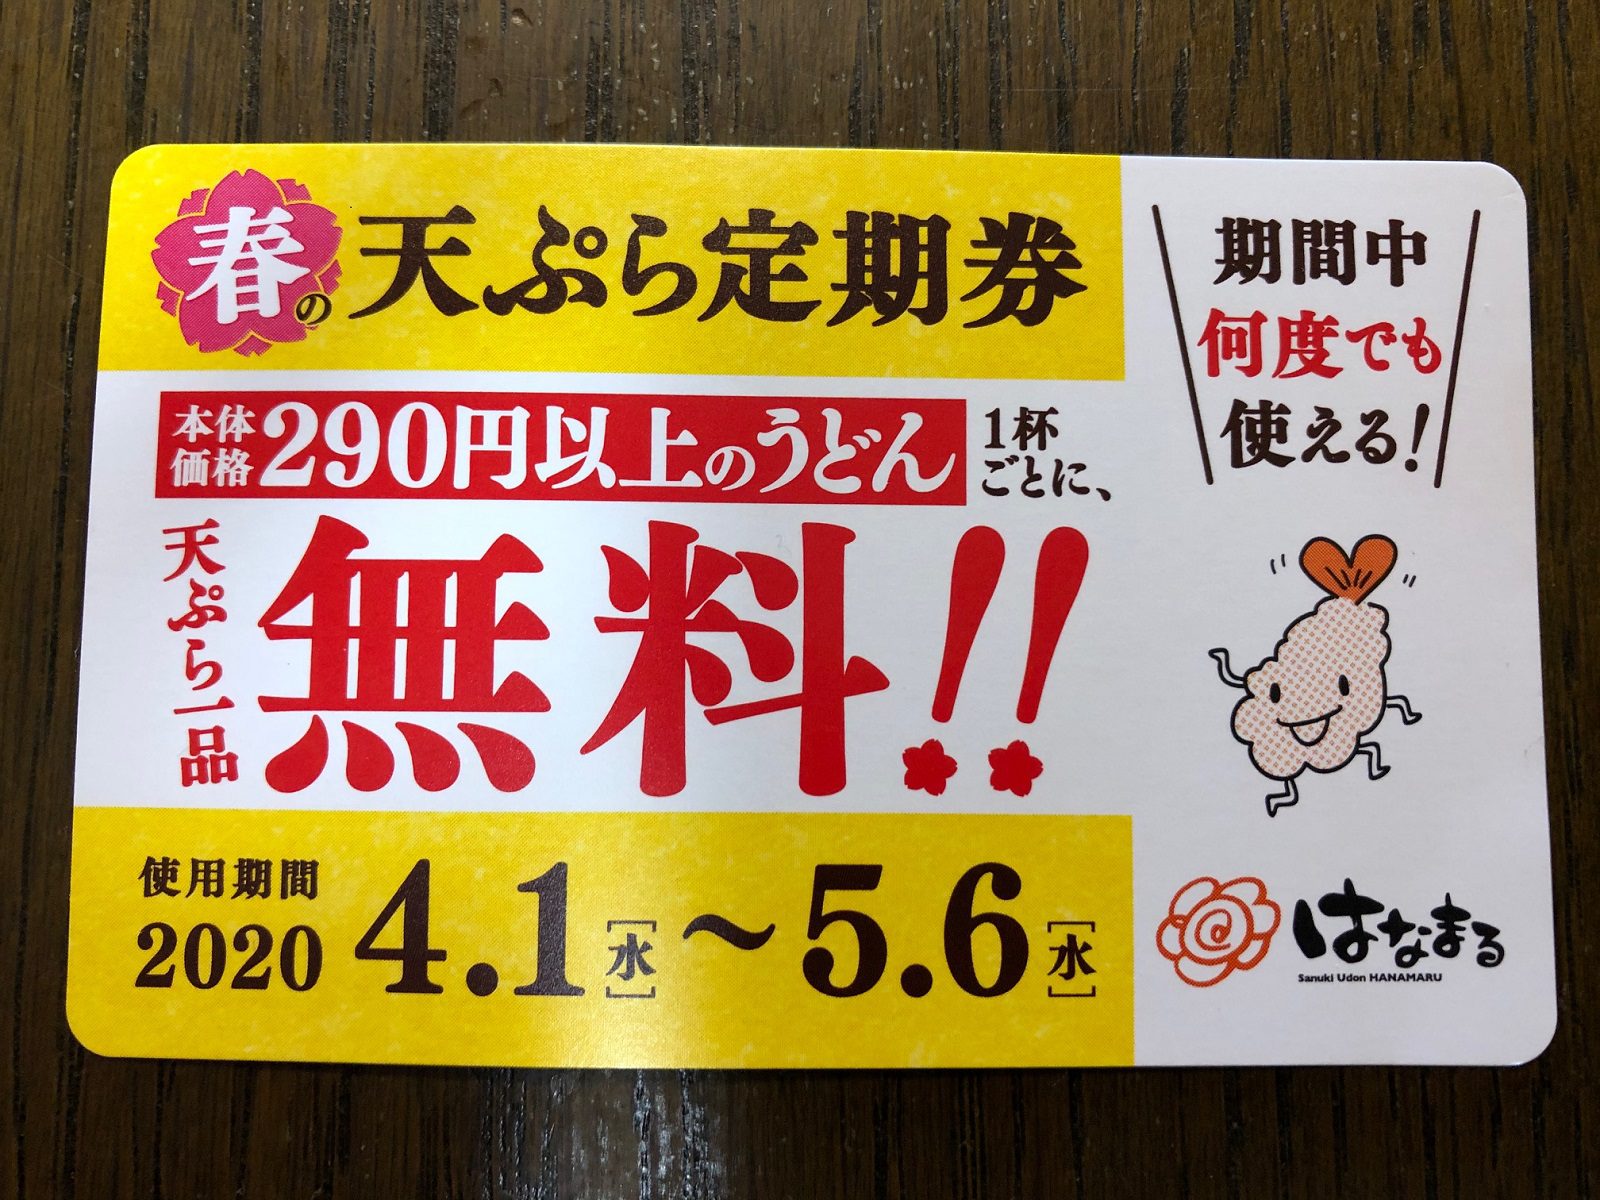 春の天ぷら定期券
本体価格290円以上のうどん
1杯ごとに、
天ぷら一品
無料!!
使用期間
2020 4.1[水]～5.6[水]
期間中
何度でも
使える!
はなまる
Sanuki Udon HANAMARU